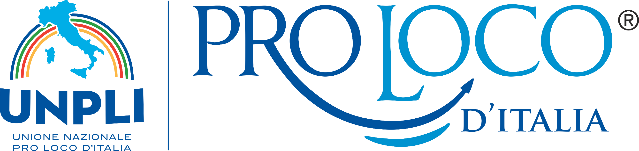 UNPLI
UNIONE NAZIONALE
PRO LOCO D'ITALIA
PRO LOCO®
D'ITALIA